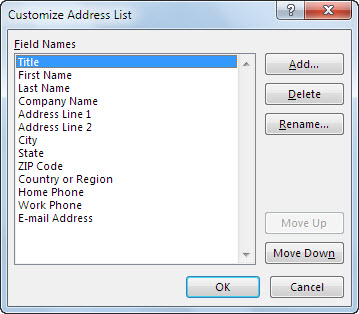 Customize Address List
?
Field Names
Title
First Name
Last Name
Company Name
Address Line 1
Address Line 2
City
State
ZIP Code
Country or Region
Home Phone
Work Phone
E-mail Address
Add...
Delete
Rename...
Move Up
Move Down
OK
Cancel